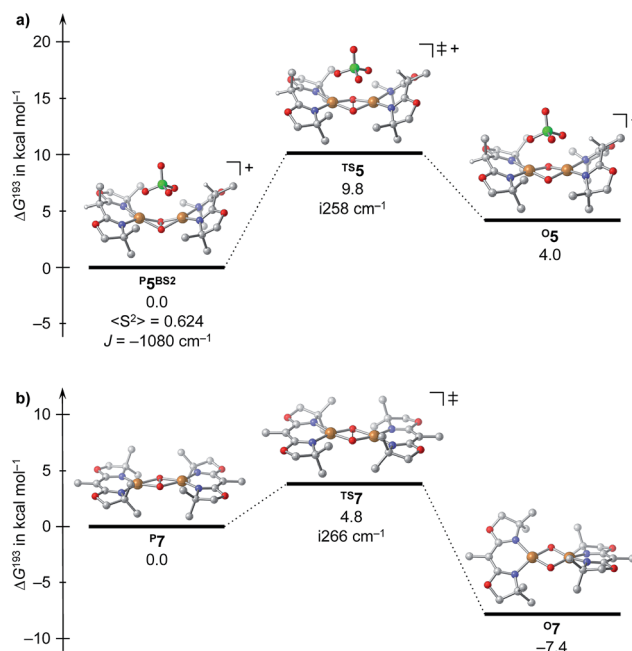 a)
20
15
10
5
0
−5
ΔG¹⁹³ in kcal mol⁻¹
⌝+
ᴾ5ᴮˢ²
0.0
<S²> = 0.624
J = −1080 cm⁻¹
⌝‡ +
ᵀˢ5
9.8
i258 cm⁻¹
ᴼ5
4.0
b)
10
5
0
−5
−10
ΔG¹⁹³ in kcal mol⁻¹
ᴾ7
0.0
⌝‡
ᵀˢ7
4.8
i266 cm⁻¹
ᴼ7
−7.4